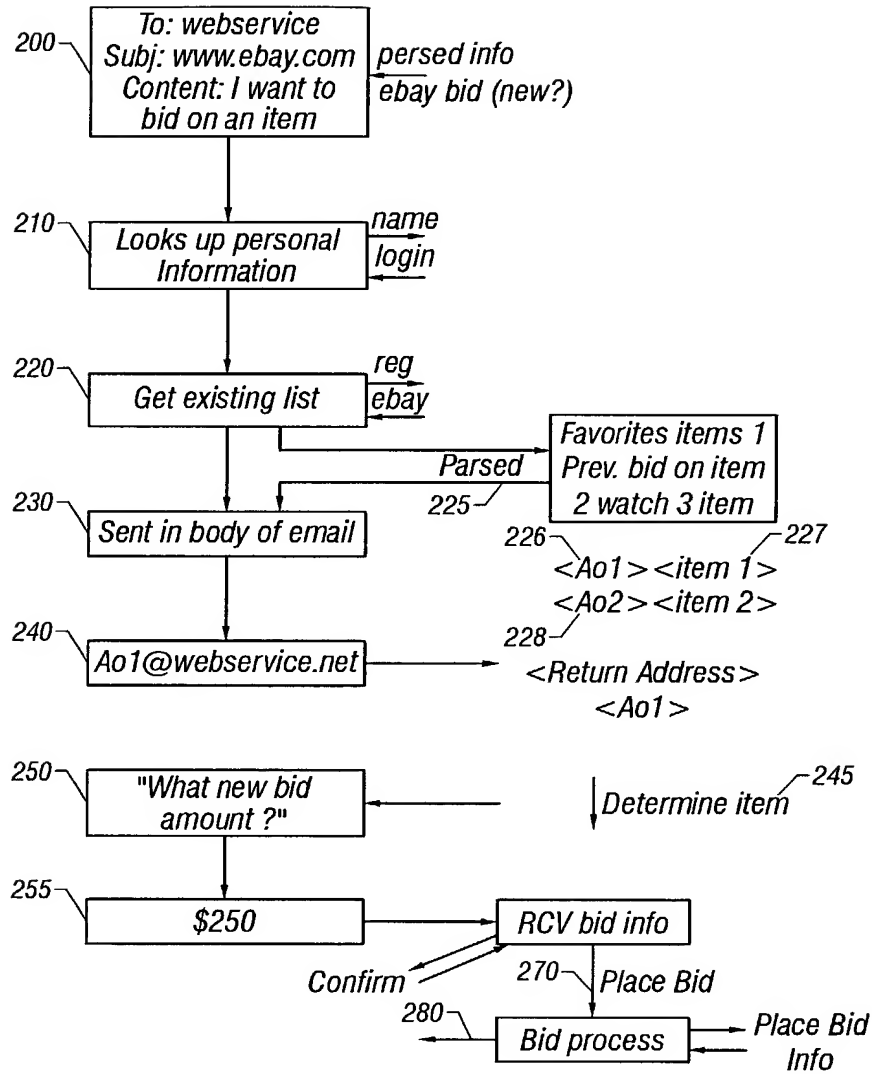 200
To: webservice
Subj: www.ebay.com
Content: I want to
bid on an item
persed info
ebay bid (new?)
210
Looks up personal
Information
name
login
220
Get existing list
reg
ebay
Favorites items 1
Prev. bid on item
2 watch 3 item
Parsed
225
230
Sent in body of email
226
227
<Ao1> <item 1>
<Ao2> <item 2>
228
240
Ao1@webservice.net
<Return Address>
<Ao1>
250
"What new bid
amount ?"
245
Determine item
255
$250
RCV bid info
Confirm
270
Place Bid
280
Bid process
Place Bid
Info